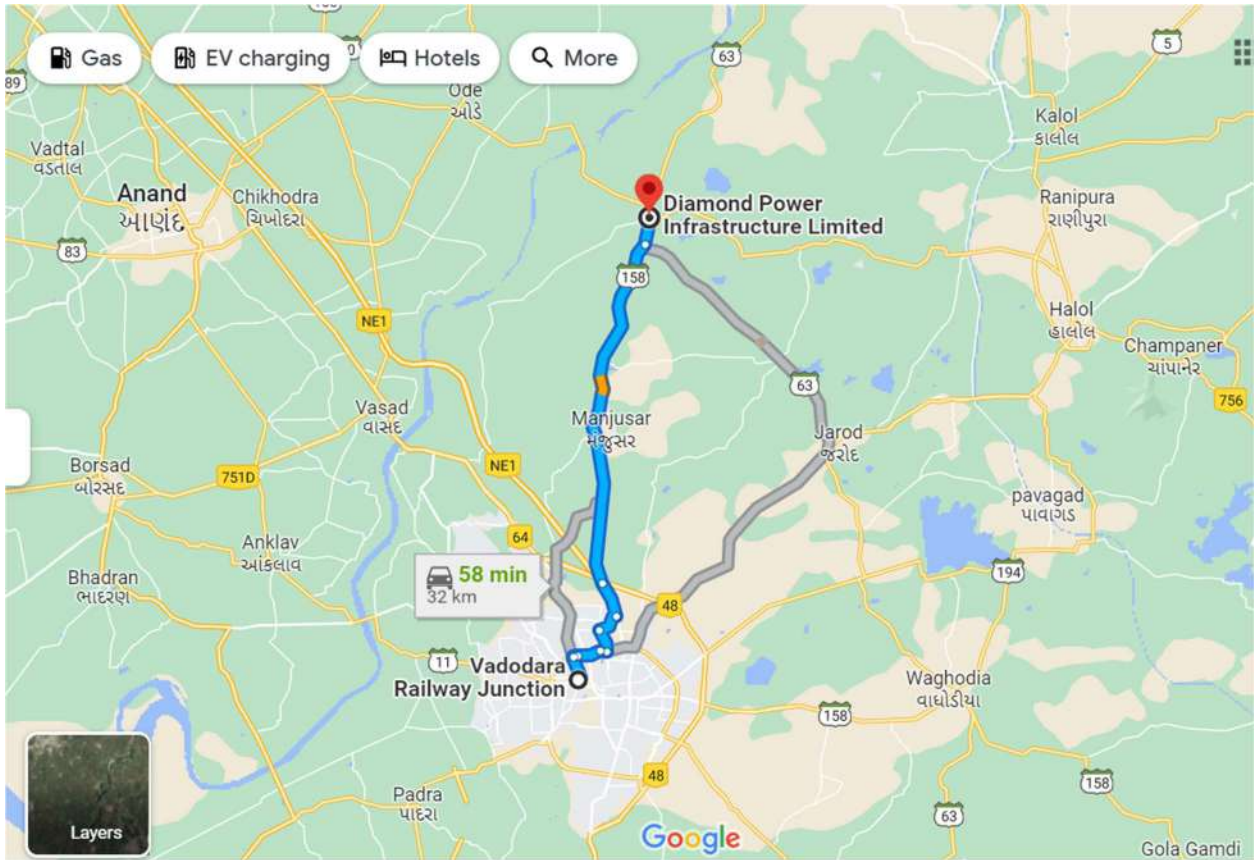 Gas
EV charging
Hotels
More
63
5
89
Ode
ઓડે
Kalol
કાલોલ
Vadtal
વડતાલ
Anand
આણંદ
Chikhodra
ચિખોદરા
Diamond Power
Infrastructure Limited
Ranipura
રાણીપુરા
83
158
NE1
Halol
હાલોલ
Champaner
ચાંપાનેર
63
756
Vasad
વાસદ
Manjusar
મંજુસર
Jarod
જરોદ
Borsad
બોરસદ
751D
NE1
pavagad
પાવાગડ
64
Anklav
આંકલાવ
Bhadran
ભાદરણ
58 min
32 km
194
48
11
Vadodara
Railway Junction
Waghodia
વાઘોડીયા
158
48
158
Padra
પાદરા
63
Layers
Google
Gola Gamdi